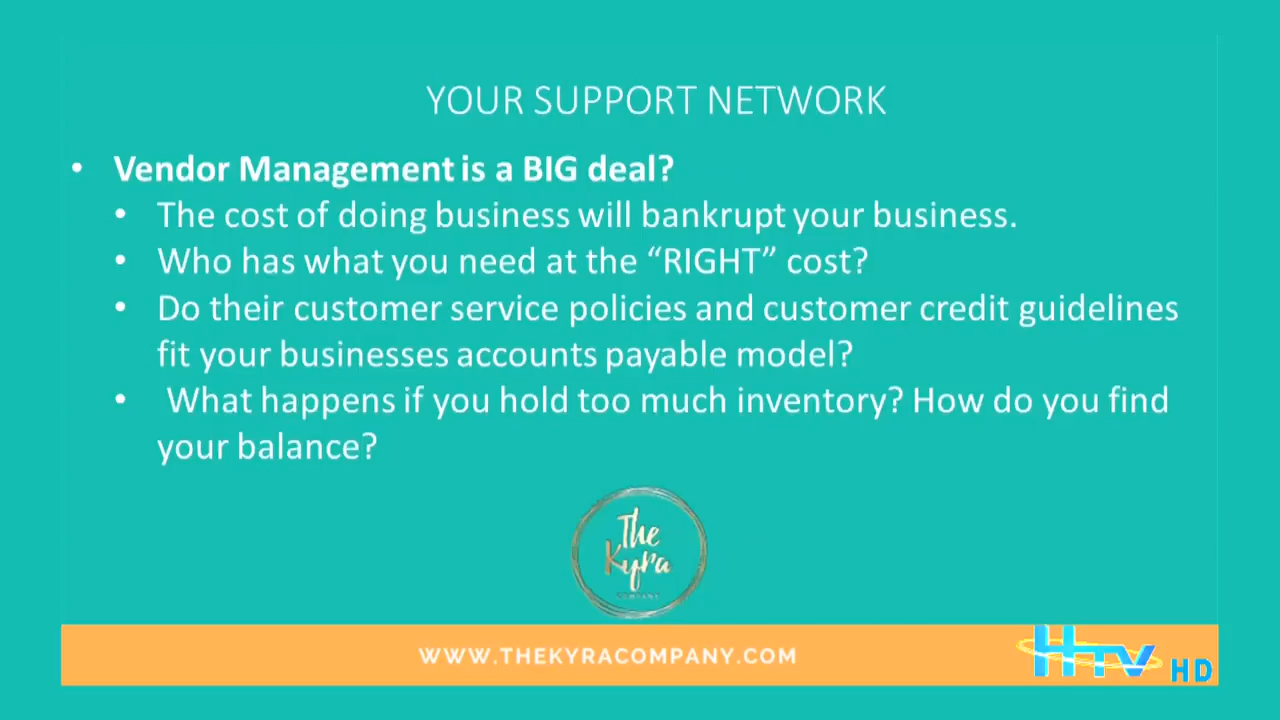 YOUR SUPPORT NETWORK
• Vendor Management is a BIG deal?
• The cost of doing business will bankrupt your business.
• Who has what you need at the “RIGHT” cost?
• Do their customer service policies and customer credit guidelines
fit your businesses accounts payable model?
• What happens if you hold too much inventory? How do you find
your balance?
The
Kyra
COMPANY
WWW.THEKYRACOMPANY.COM
HTV HD